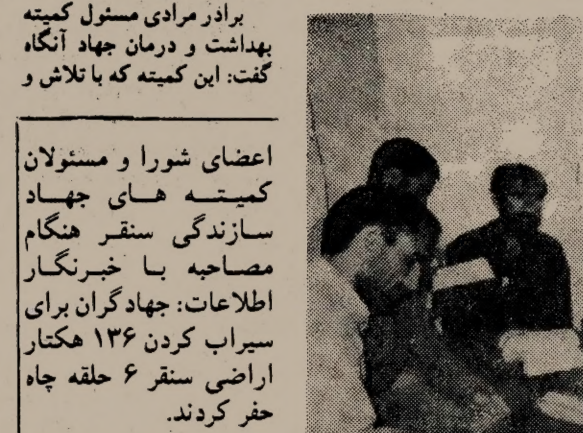 برادر مرادی مسئول کمیته
بهداشت و درمان جهاد آنگاه
گفت: این کمیته که با تلاش و
اعضای شورا و مسئولان
کمیته های جهاد
سازندگی سنقر هنگام
مصاحبه با خبرنگار
اطلاعات: جهادگران برای
سیراب کردن ۱۳۶ هکتار
اراضی سنقر ۶ حلقه چاه
حفر کردند.